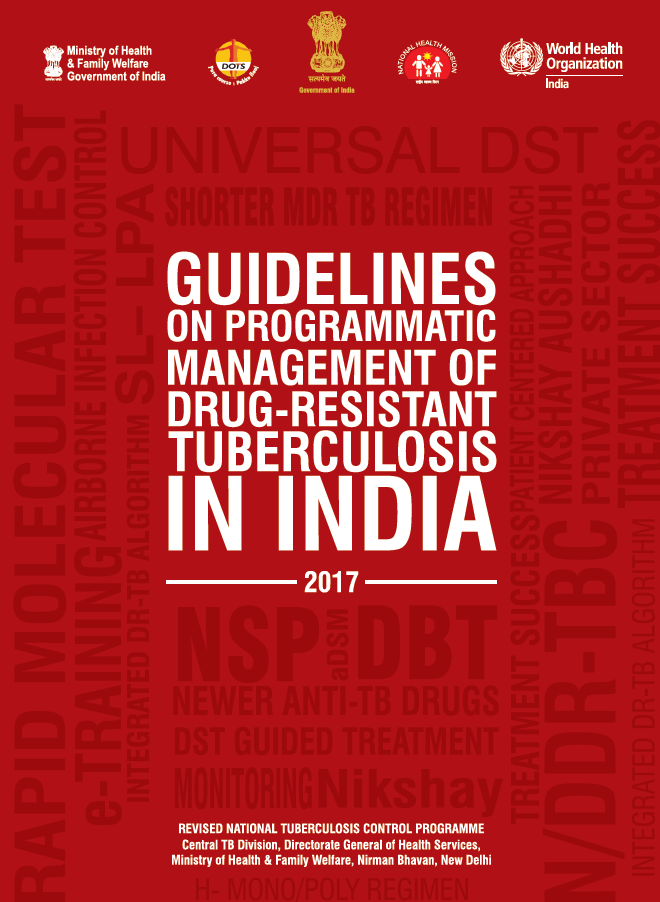 Ministry of Health
& Family Welfare
Government of India
DOTS
सत्यमेव जयते
Government of India
NATIONAL HEALTH MISSION
World Health
Organization
India
UNIVERSAL DST
SHORTER MDR TB REGIMEN
RAPID MOLECULAR TEST
AIRBORNE INFECTION CONTROL
e-TRAINING
SL– LPA
INTEGRATED DR-TB ALGORITHM
GUIDELINES
ON PROGRAMMATIC
MANAGEMENT OF
DRUG-RESISTANT
TUBERCULOSIS
IN INDIA
2017
PATIENT CENTERED APPROACH
TREATMENT SUCCESS
NIKSHAY AUSHADHI
PRIVATE SECTOR
N/DDR-TBC
TREATMENT SUCCESS
INTEGRATED DR-TB ALGORITHM
NSP
aDSM
DBT
NEWER ANTI-TB DRUGS
DST GUIDED TREATMENT
MONITORING Nikshay
REVISED NATIONAL TUBERCULOSIS CONTROL PROGRAMME
Central TB Division, Directorate General of Health Services,
Ministry of Health & Family Welfare, Nirman Bhavan, New Delhi
H- MONO/POLY REGIMEN